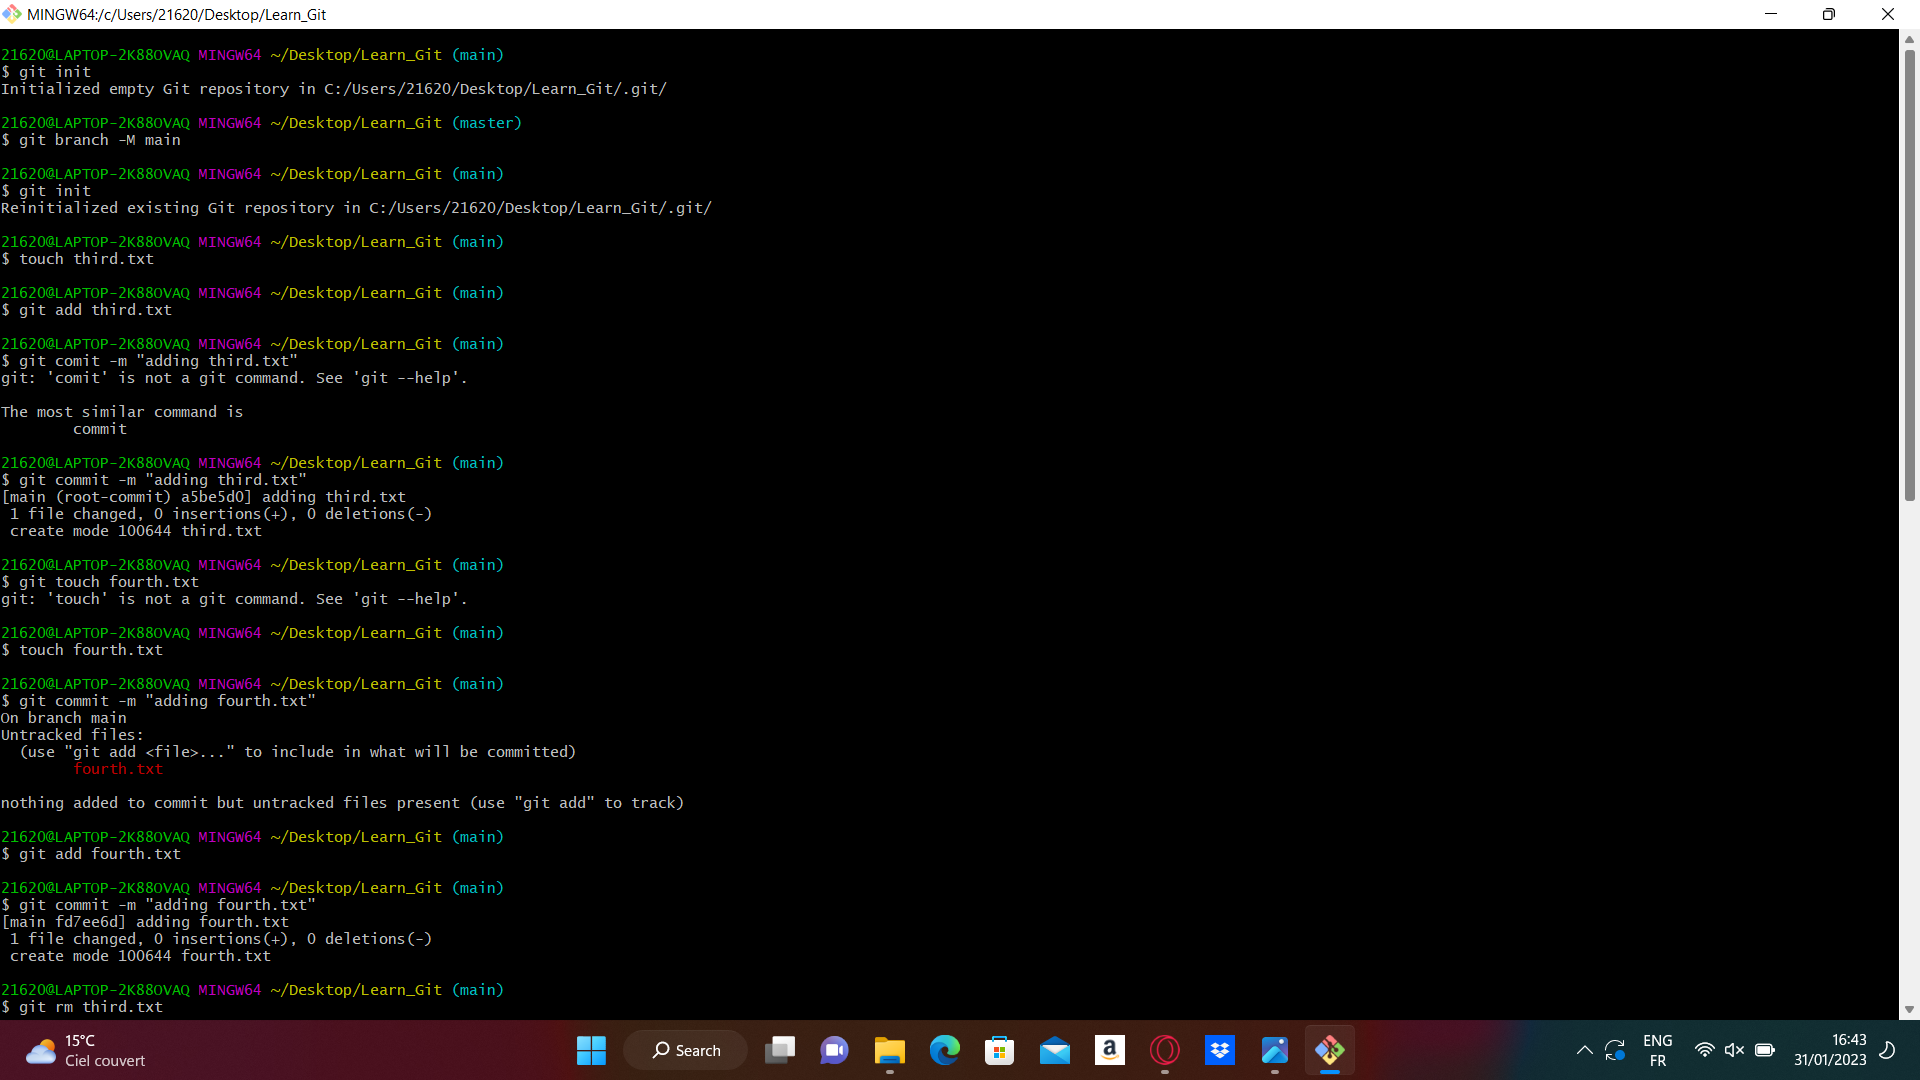 MINGW64:/c/Users/21620/Desktop/Learn_Git
21620@LAPTOP-2K88OVAQ MINGW64 ~/Desktop/Learn_Git (main)
$ git init
Initialized empty Git repository in C:/Users/21620/Desktop/Learn_Git/.git/
21620@LAPTOP-2K88OVAQ MINGW64 ~/Desktop/Learn_Git (master)
$ git branch -M main
21620@LAPTOP-2K88OVAQ MINGW64 ~/Desktop/Learn_Git (main)
$ git init
Reinitialized existing Git repository in C:/Users/21620/Desktop/Learn_Git/.git/
21620@LAPTOP-2K88OVAQ MINGW64 ~/Desktop/Learn_Git (main)
$ touch third.txt
21620@LAPTOP-2K88OVAQ MINGW64 ~/Desktop/Learn_Git (main)
$ git add third.txt
21620@LAPTOP-2K88OVAQ MINGW64 ~/Desktop/Learn_Git (main)
$ git comit -m "adding third.txt"
git: 'comit' is not a git command. See 'git --help'.
The most similar command is
commit
21620@LAPTOP-2K88OVAQ MINGW64 ~/Desktop/Learn_Git (main)
$ git commit -m "adding third.txt"
[main (root-commit) a5be5d0] adding third.txt
1 file changed, 0 insertions(+), 0 deletions(-)
create mode 100644 third.txt
21620@LAPTOP-2K88OVAQ MINGW64 ~/Desktop/Learn_Git (main)
$ git touch fourth.txt
git: 'touch' is not a git command. See 'git --help'.
21620@LAPTOP-2K88OVAQ MINGW64 ~/Desktop/Learn_Git (main)
$ touch fourth.txt
21620@LAPTOP-2K88OVAQ MINGW64 ~/Desktop/Learn_Git (main)
$ git commit -m "adding fourth.txt"
On branch main
Untracked files:
(use "git add <file>..." to include in what will be committed)
fourth.txt
nothing added to commit but untracked files present (use "git add" to track)
21620@LAPTOP-2K88OVAQ MINGW64 ~/Desktop/Learn_Git (main)
$ git add fourth.txt
21620@LAPTOP-2K88OVAQ MINGW64 ~/Desktop/Learn_Git (main)
$ git commit -m "adding fourth.txt"
[main fd7ee6d] adding fourth.txt
1 file changed, 0 insertions(+), 0 deletions(-)
create mode 100644 fourth.txt
21620@LAPTOP-2K88OVAQ MINGW64 ~/Desktop/Learn_Git (main)
$ git rm third.txt
15°C
Ciel couvert
Search
a
ENG
FR
16:43
31/01/2023